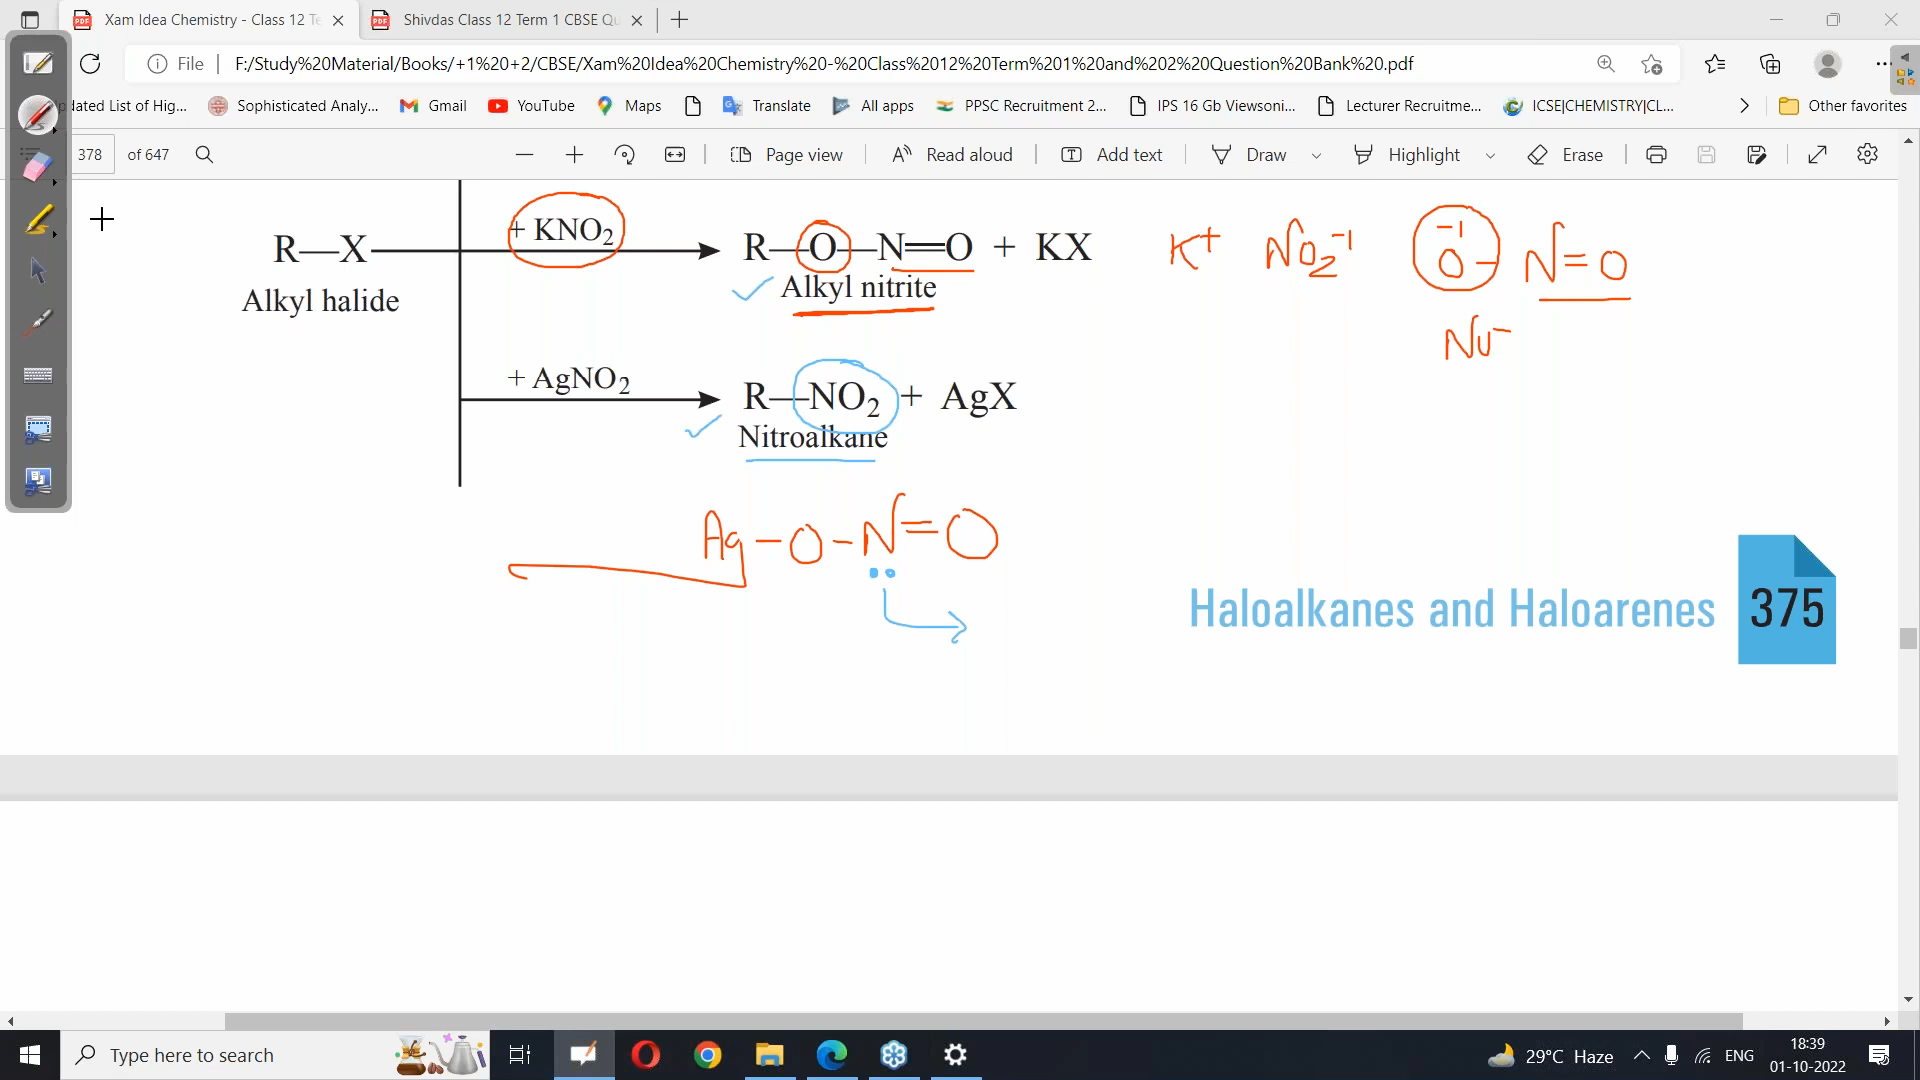 Xam Idea Chemistry - Class 12 Te
Shivdas Class 12 Term 1 CBSE Qu
File
F:/Study%20Material/Books/+1%20+2/CBSE/Xam%20Idea%20Chemistry%20-%20Class%2012%20Term%201%20and%202%20Question%20Bank%20.pdf
pdated List of Hig...
Sophisticated Analy...
Gmail
YouTube
Maps
Translate
All apps
PPSC Recruitment 2...
IPS 16 Gb Viewsoni...
Lecturer Recruitme...
ICSE|CHEMISTRY|CL...
Other favorites
378 of 647
Page view
Read aloud
Add text
Draw
Highlight
Erase
+ KNO₂
R—X
R—O—N=O + KX
K⁺ NO₂⁻¹
⁻¹O–N=O
Alkyl halide
Alkyl nitrite
Nu⁻
+ AgNO₂
R—NO₂ + AgX
Nitroalkane
Ag–O–N=O
Haloalkanes and Haloarenes 375
Type here to search
29°C Haze
ENG
18:39
01-10-2022